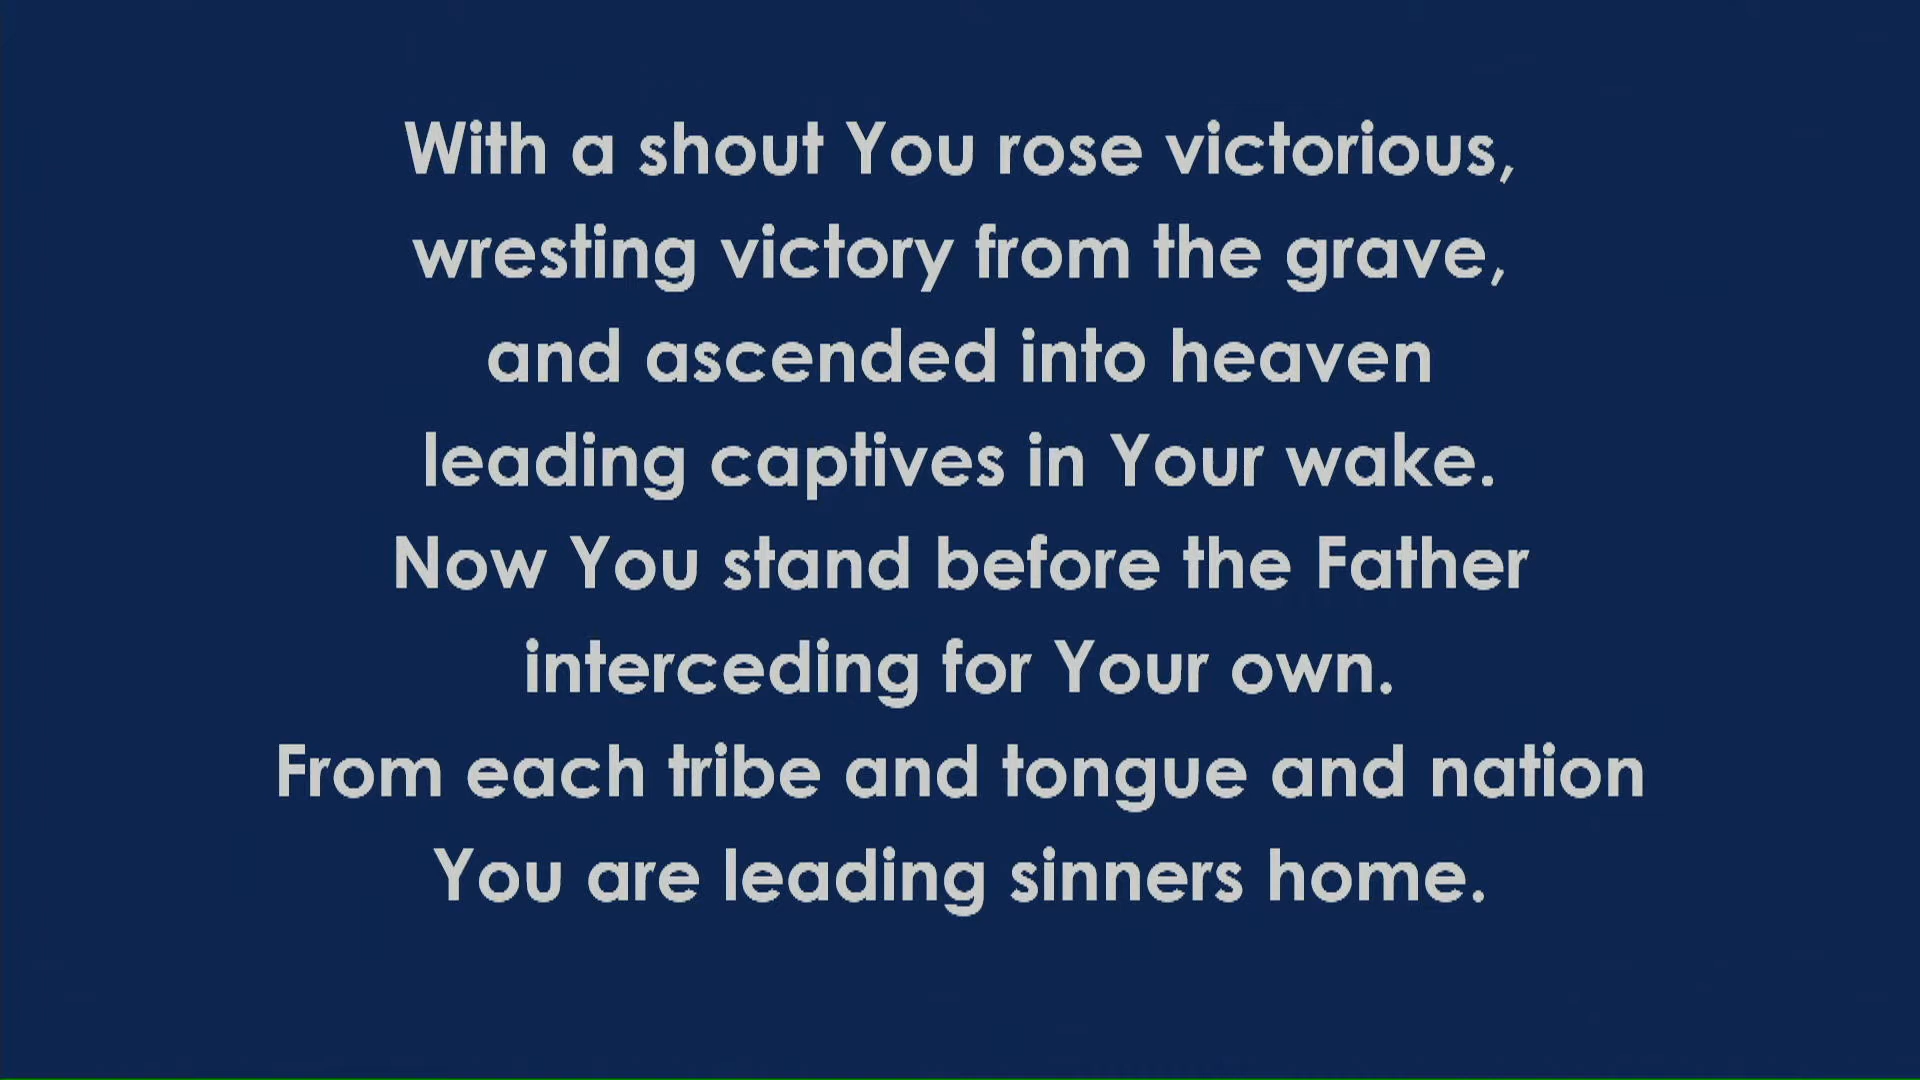 With a shout You rose victorious,
wresting victory from the grave,
and ascended into heaven
leading captives in Your wake.
Now You stand before the Father
interceding for Your own.
From each tribe and tongue and nation
You are leading sinners home.